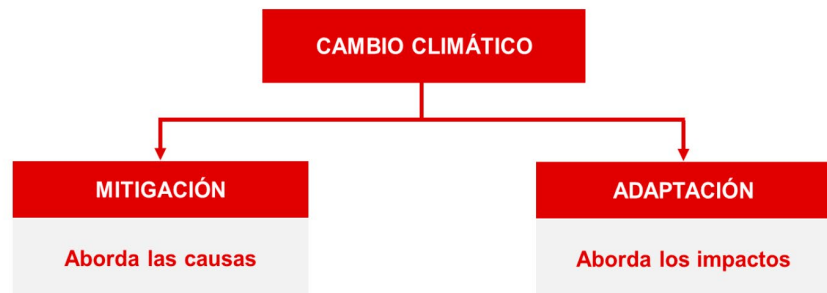 CAMBIO CLIMÁTICO
MITIGACIÓN
Aborda las causas
ADAPTACIÓN
Aborda los impactos